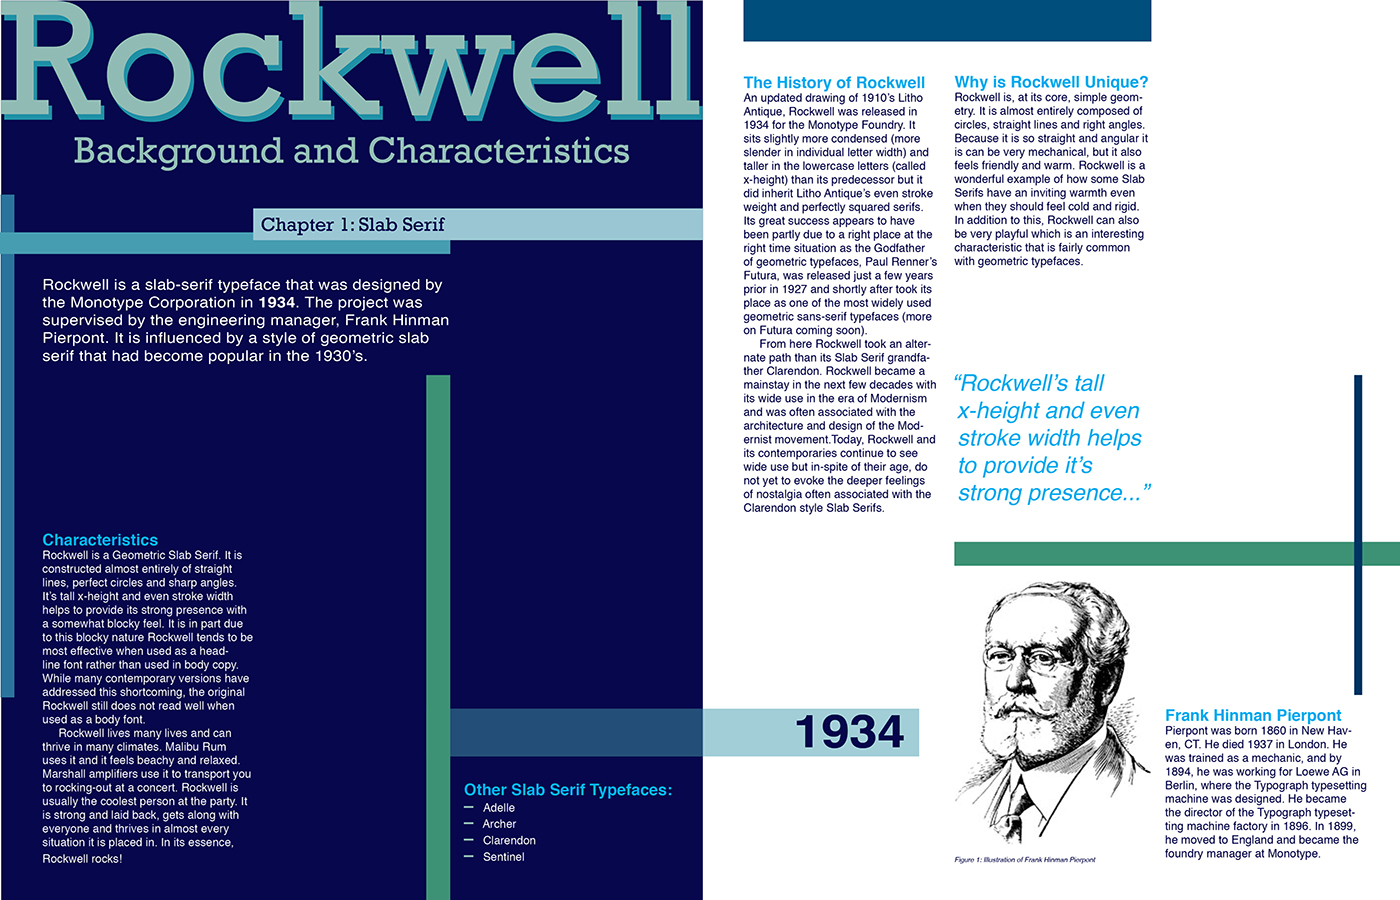 Rockwell
Background and Characteristics
Chapter 1: Slab Serif
Rockwell is a slab-serif typeface that was designed by
the Monotype Corporation in 1934. The project was
supervised by the engineering manager, Frank Hinman
Pierpont. It is influenced by a style of geometric slab
serif that had become popular in the 1930's.
Characteristics
Rockwell is a Geometric Slab Serif. It is
constructed almost entirely of straight
lines, perfect circles and sharp angles.
It's tall x-height and even stroke width
helps to provide its strong presence with
a somewhat blocky feel. It is in part due
to this blocky nature Rockwell tends to be
most effective when used as a head-
line font rather than used in body copy.
While many contemporary versions have
addressed this shortcoming, the original
Rockwell still does not read well when
used as a body font.
Rockwell lives many lives and can
thrive in many climates. Malibu Rum
uses it and it feels beachy and relaxed.
Marshall amplifiers use it to transport you
to rocking-out at a concert. Rockwell is
usually the coolest person at the party. It
is strong and laid back, gets along with
everyone and thrives in almost every
situation it is placed in. In its essence,
Rockwell rocks!
Other Slab Serif Typefaces:
– Adelle
– Archer
– Clarendon
– Sentinel
1934
The History of Rockwell
An updated drawing of 1910's Litho
Antique, Rockwell was released in
1934 for the Monotype Foundry. It
sits slightly more condensed (more
slender in individual letter width) and
taller in the lowercase letters (called
x-height) than its predecessor but it
did inherit Litho Antique's even stroke
weight and perfectly squared serifs.
Its great success appears to have
been partly due to a right place at the
right time situation as the Godfather
of geometric typefaces, Paul Renner's
Futura, was released just a few years
prior in 1927 and shortly after took its
place as one of the most widely used
geometric sans-serif typefaces (more
on Futura coming soon).
From here Rockwell took an alter-
nate path than its Slab Serif grandfa-
ther Clarendon. Rockwell became a
mainstay in the next few decades with
its wide use in the era of Modernism
and was often associated with the
architecture and design of the Mod-
ernist movement.Today, Rockwell and
its contemporaries continue to see
wide use but in-spite of their age, do
not yet to evoke the deeper feelings
of nostalgia often associated with the
Clarendon style Slab Serifs.
Why is Rockwell Unique?
Rockwell is, at its core, simple geom-
etry. It is almost entirely composed of
circles, straight lines and right angles.
Because it is so straight and angular it
is can be very mechanical, but it also
feels friendly and warm. Rockwell is a
wonderful example of how some Slab
Serifs have an inviting warmth even
when they should feel cold and rigid.
In addition to this, Rockwell can also
be very playful which is an interesting
characteristic that is fairly common
with geometric typefaces.
“Rockwell's tall
x-height and even
stroke width helps
to provide it's
strong presence...”
Figure 1: Illustration of Frank Hinman Pierpont
Frank Hinman Pierpont
Pierpont was born 1860 in New Hav-
en, CT. He died 1937 in London. He
was trained as a mechanic, and by
1894, he was working for Loewe AG in
Berlin, where the Typograph typesetting
machine was designed. He became
the director of the Typograph typeset-
ting machine factory in 1896. In 1899,
he moved to England and became the
foundry manager at Monotype.